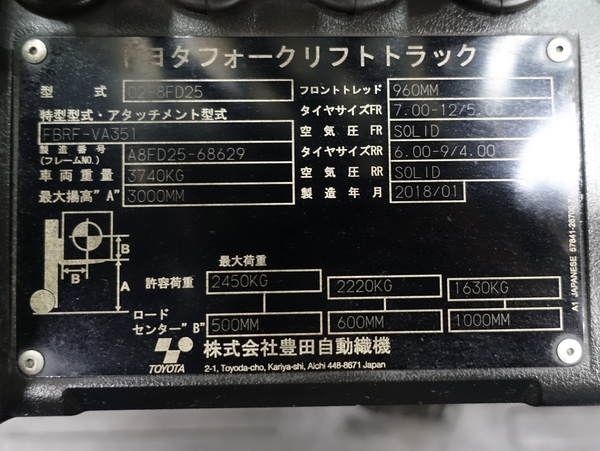 トヨタフォークリフトトラック
型 式 02-8FD25
フロントトレッド 960MM
特型型式・アタッチメント型式
タイヤサイズFR 7.00-12/5.00
FBRF-VA351
空気圧 FR SOLID
製造番号
(フレームNO.) A8FD25-68629
タイヤサイズRR 6.00-9/4.00
車両重量 3740KG
空気圧 RR SOLID
最大揚高"A" 3000MM
製造年月 2018/01
B
B
A
最大荷重
許容荷重 2450KG 2220KG 1630KG
ロード
センター"B" 500MM 600MM 1000MM
TOYOTA
株式会社豊田自動織機
2-1, Toyoda-cho, Kariya-shi, Aichi 448-8671 Japan
A1 JAPANESE